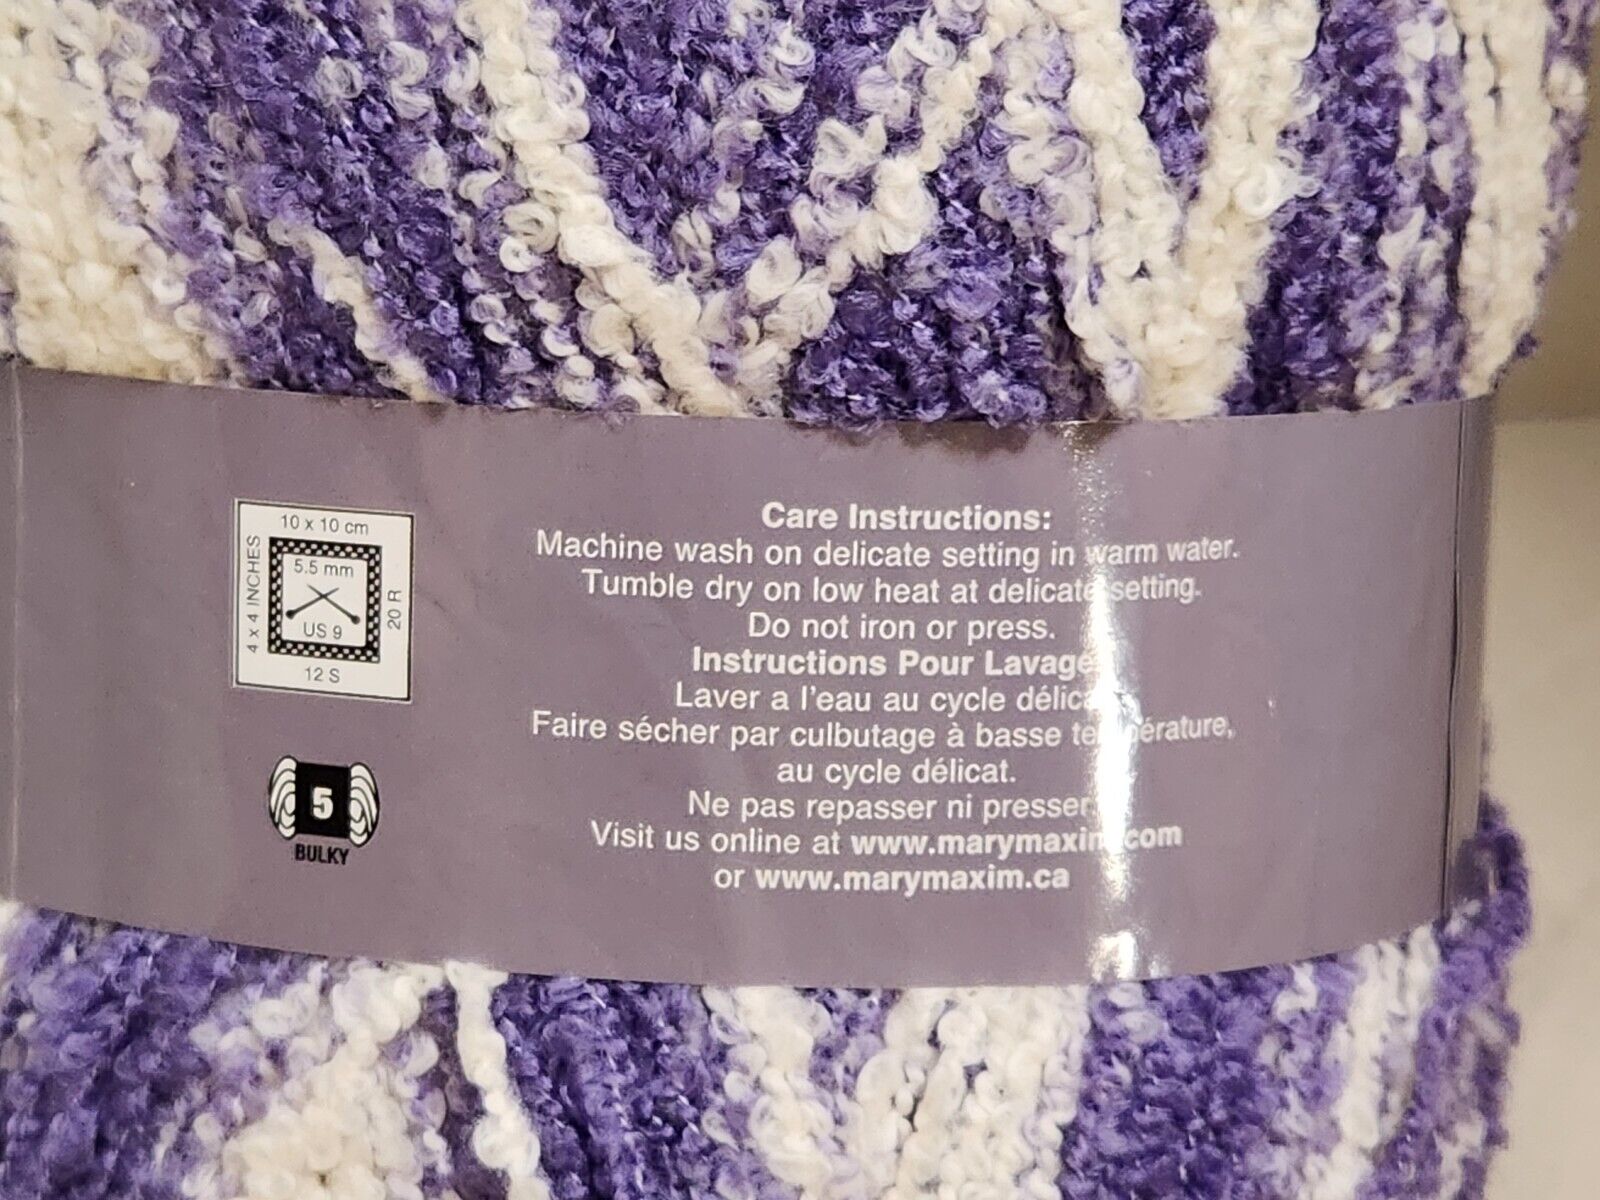 10 x 10 cm
4 x 4 INCHES
5.5 mm
US 9
20 R
12 S
5
BULKY
Care Instructions:
Machine wash on delicate setting in warm water.
Tumble dry on low heat at delicate setting.
Do not iron or press.
Instructions Pour Lavage
Laver a l'eau au cycle
Faire sécher par culbutage à basse température,
au cycle délicat.
Ne pas repasser ni presser
Visit us online at www.marymaxim.com
or www.marymaxim.ca